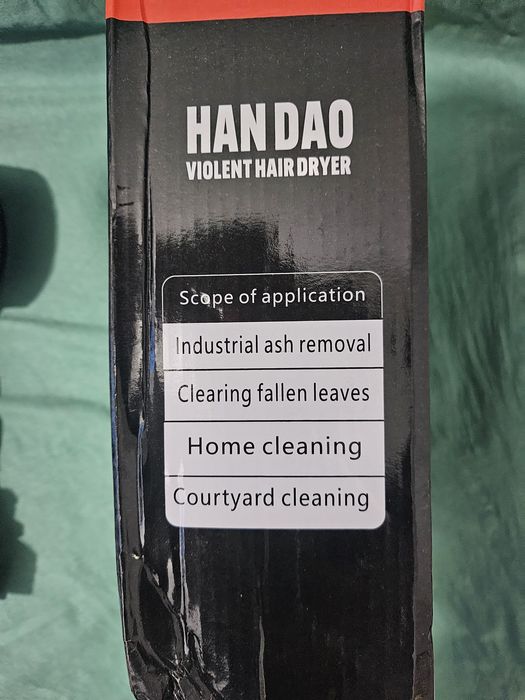 HAN DAO
VIOLENT HAIR DRYER
Scope of application
Industrial ash removal
Clearing fallen leaves
Home cleaning
Courtyard cleaning